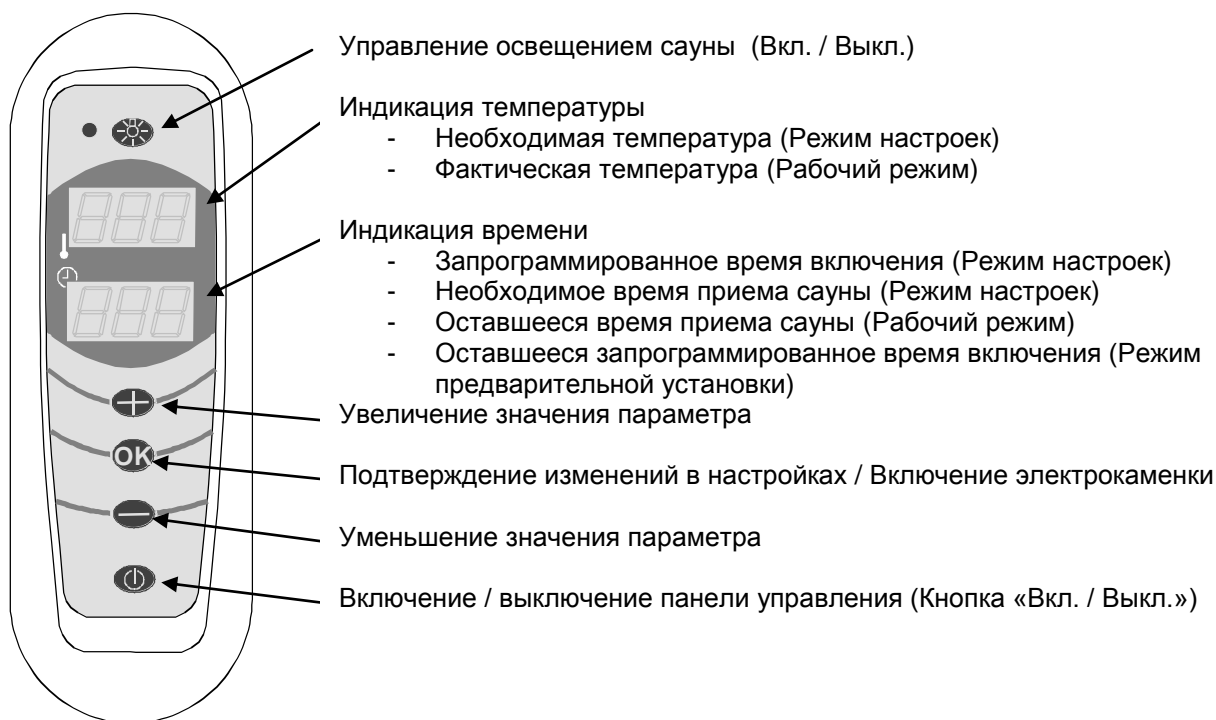 Управление освещением сауны (Вкл. / Выкл.)
Индикация температуры
- Необходимая температура (Режим настроек)
- Фактическая температура (Рабочий режим)
Индикация времени
- Запрограммированное время включения (Режим настроек)
- Необходимое время приема сауны (Режим настроек)
- Оставшееся время приема сауны (Рабочий режим)
- Оставшееся запрограммированное время включения (Режим
предварительной установки)
Увеличение значения параметра
OK
Подтверждение изменений в настройках / Включение электрокаменки
Уменьшение значения параметра
Включение / выключение панели управления (Кнопка «Вкл. / Выкл.»)